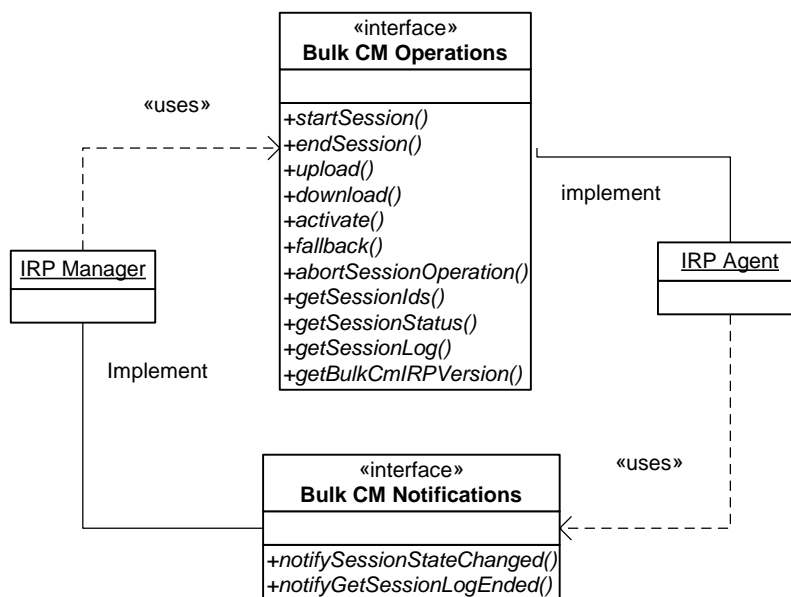 «interface»
Bulk CM Operations
«uses»
+startSession()
+endSession()
+upload()
+download()
+activate()
+fallback()
+abortSessionOperation()
+getSessionIds()
+getSessionStatus()
+getSessionLog()
+getBulkCmIRPVersion()
implement
IRP Manager
IRP Agent
Implement
«uses»
«interface»
Bulk CM Notifications
+notifySessionStateChanged()
+notifyGetSessionLogEnded()